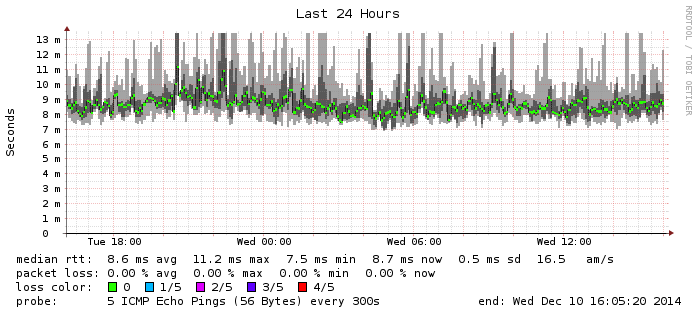 Last 24 Hours
RRDTOOL / TOBI OETIKER
Seconds
13 m
12 m
11 m
10 m
9 m
8 m
7 m
6 m
5 m
4 m
3 m
2 m
1 m
0
Tue 18:00 Wed 00:00 Wed 06:00 Wed 12:00
median rtt: 8.6 ms avg 11.2 ms max 7.5 ms min 8.7 ms now 0.5 ms sd 16.5 am/s
packet loss: 0.00 % avg 0.00 % max 0.00 % min 0.00 % now
loss color: 0 1/5 2/5 3/5 4/5
probe: 5 ICMP Echo Pings (56 Bytes) every 300s end: Wed Dec 10 16:05:20 2014